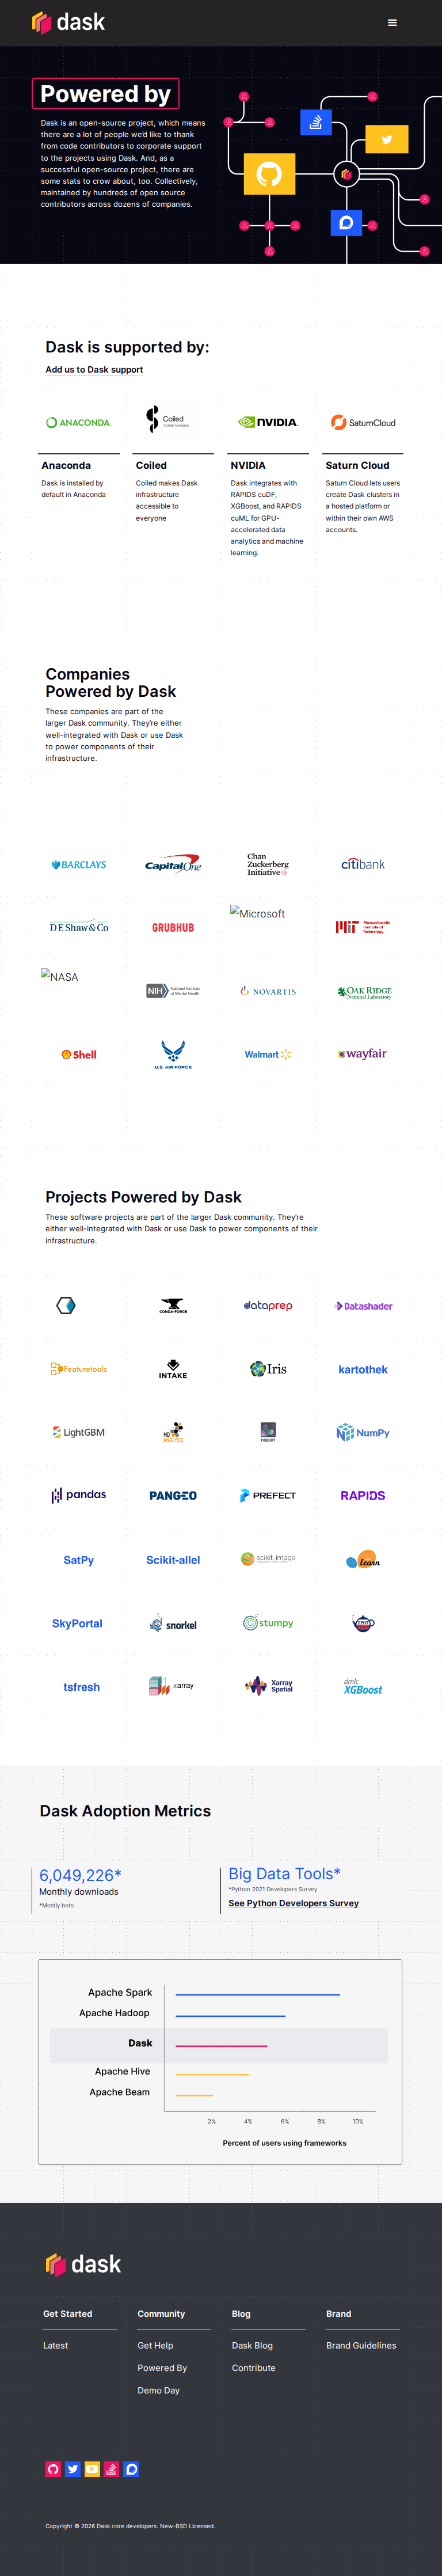 dask
Powered by
Dask is an open-source project, which means
there are a lot of people we'd like to thank
from code contributors to corporate support
to the projects using Dask. And, as a
successful open-source project, there are
some stats to crow about, too. Collectively,
maintained by hundreds of open source
contributors across dozens of companies.
Dask is supported by:
Add us to Dask support
ANACONDA.
Coiled
A Dask Company
NVIDIA.
SaturnCloud
Anaconda
Dask is installed by
default in Anaconda
Coiled
Coiled makes Dask
infrastructure
accessible to
everyone
NVIDIA
Dask integrates with
RAPIDS cuDF,
XGBoost, and RAPIDS
cuML for GPU-
accelerated data
analytics and machine
learning.
Saturn Cloud
Saturn Cloud lets users
create Dask clusters in
a hosted platform or
within their own AWS
accounts.
Companies
Powered by Dask
These companies are part of the
larger Dask community. They're either
well-integrated with Dask or use Dask
to power components of their
infrastructure.
BARCLAYS
Capital One
Chan
Zuckerberg
Initiative
citibank
D E Shaw & Co
GRUBHUB
Microsoft
Massachusetts
Institute of
Technology
NASA
NIH
National Institute
of Mental Health
NOVARTIS
OAK RIDGE
National Laboratory
Shell
U.S. AIR FORCE
Walmart
wayfair
Projects Powered by Dask
These software projects are part of the larger Dask community. They're
either well-integrated with Dask or use Dask to power components of their
infrastructure.
CONDA-FORGE
dataprep
Datashader
Featuretools
INTAKE
Iris
kartothek
LightGBM
MD
ANALYSIS
napari
NumPy
pandas
PANGEO
PREFECT
RAPIDS
SatPy
Scikit-allel
scikit-image
learn
SkyPortal
snorkel
stumpy
TPOT
tsfresh
xarray
Xarray
Spatial
dmlc
XGBoost
Dask Adoption Metrics
6,049,226*
Monthly downloads
*Mostly bots
Big Data Tools*
*Python 2021 Developers Survey
See Python Developers Survey
Apache Spark
Apache Hadoop
Dask
Apache Hive
Apache Beam
2% 4% 6% 8% 10%
Percent of users using frameworks
dask
Get Started
Latest
Community
Get Help
Powered By
Demo Day
Blog
Dask Blog
Contribute
Brand
Brand Guidelines
Copyright © 2026 Dask core developers. New-BSD Licensed.